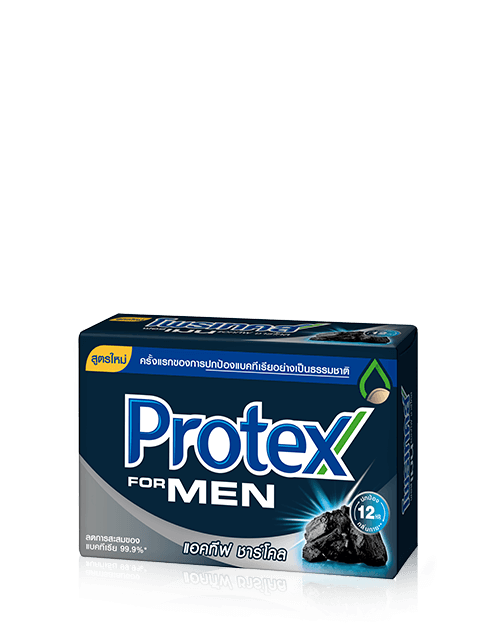 สูตรใหม่
ครั้งแรกของการปกป้องแบคทีเรียอย่างเป็นธรรมชาติ
Protex
FOR MEN
ปกป้อง
12 HR
ลดการสะสมของ
แบคทีเรีย 99.9%*
แอคทีฟ ชาร์โคล